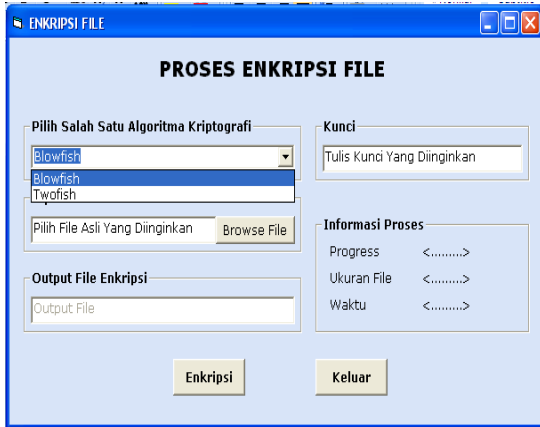 ENKRIPSI FILE
PROSES ENKRIPSI FILE
Pilih Salah Satu Algoritma Kriptografi
Blowfish
Blowfish
Twofish
Pilih File Asli Yang Diinginkan
Browse File
Output File Enkripsi
Output File
Kunci
Tulis Kunci Yang Diinginkan
Informasi Proses
Progress <.........>
Ukuran File <.........>
Waktu <.........>
Enkripsi
Keluar